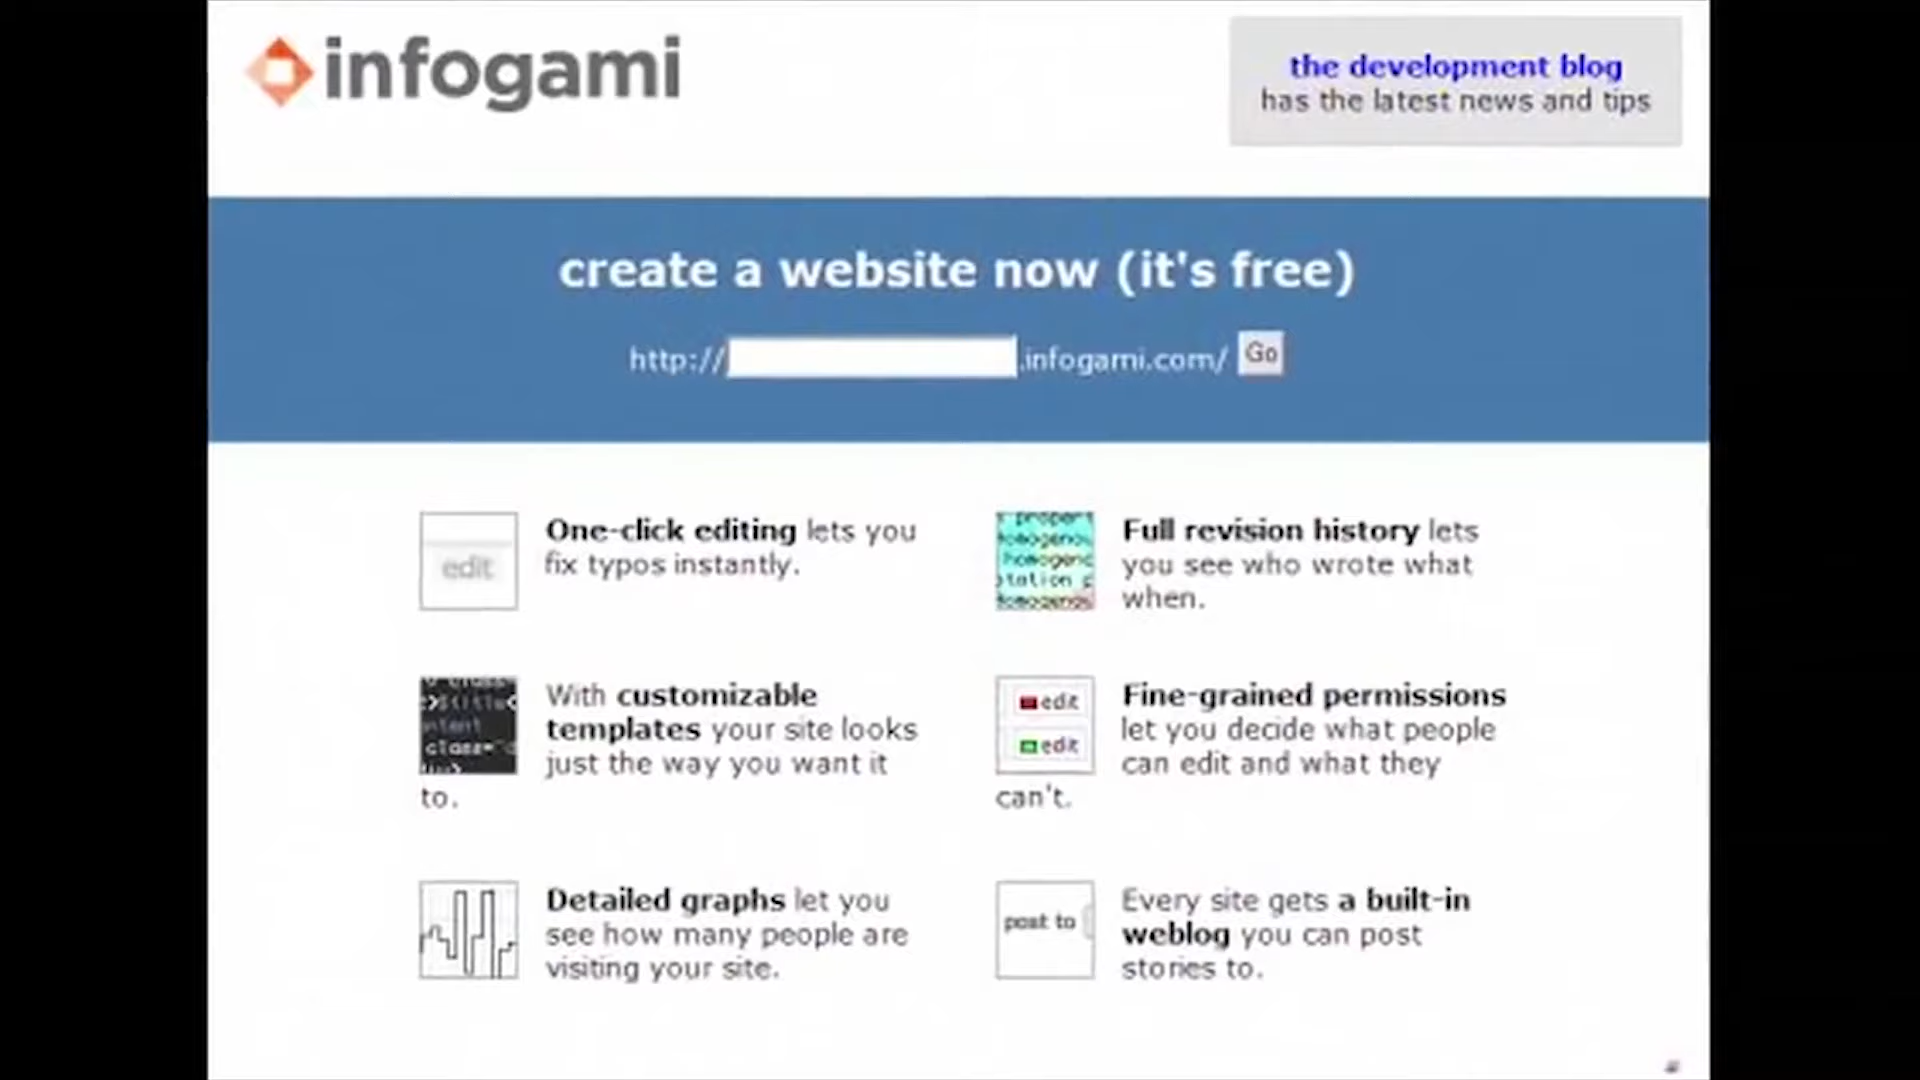 infogami
the development blog
has the latest news and tips
create a website now (it's free)
http:// .infogami.com/ Go
edit
One-click editing lets you
fix typos instantly.
Full revision history lets
you see who wrote what
when.
With customizable
templates your site looks
just the way you want it
to.
class=
edit
edit
Fine-grained permissions
let you decide what people
can edit and what they
can't.
Detailed graphs let you
see how many people are
visiting your site.
post to
Every site gets a built-in
weblog you can post
stories to.